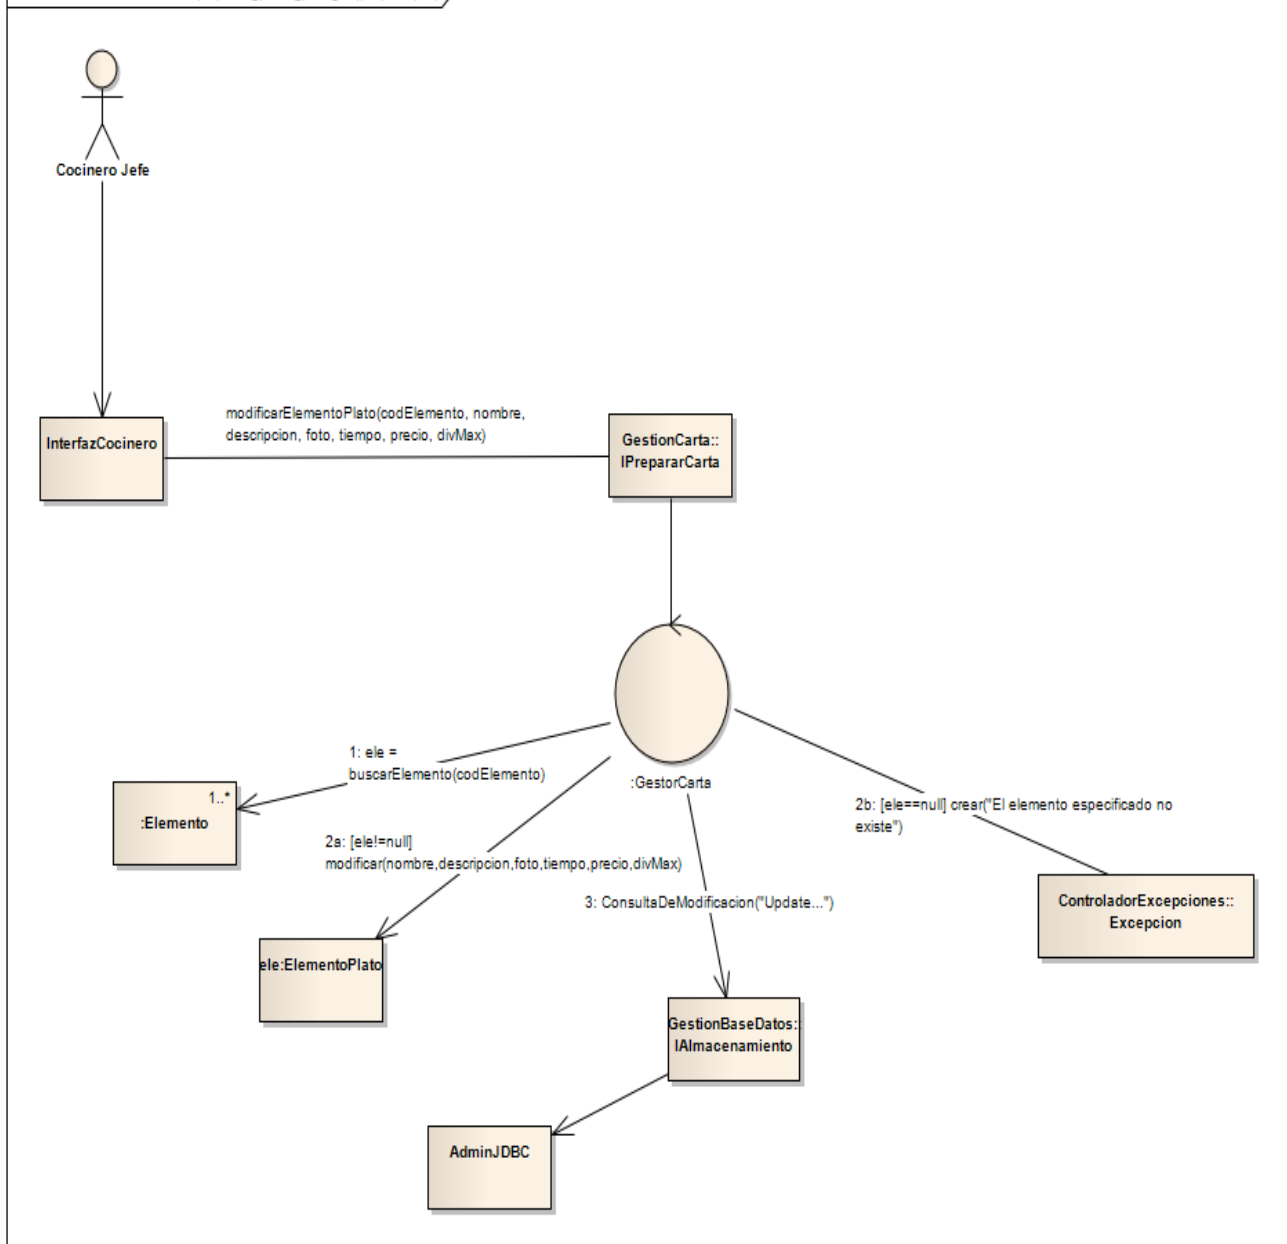 Cocinero Jefe
modificarElementoPlato(codElemento, nombre,
descripcion, foto, tiempo, precio, divMax)
InterfazCocinero
GestionCarta::
IPrepararCarta
1: ele =
buscarElemento(codElemento)
:GestorCarta
1..*
:Elemento
2b: [ele==null] crear("El elemento especificado no
existe")
2a: [ele!=null]
modificar(nombre,descripcion,foto,tiempo,precio,divMax)
3: ConsultaDeModificacion("Update...")
ControladorExcepciones::
Excepcion
ele:ElementoPlato
GestionBaseDatos::
IAlmacenamiento
AdminJDBC